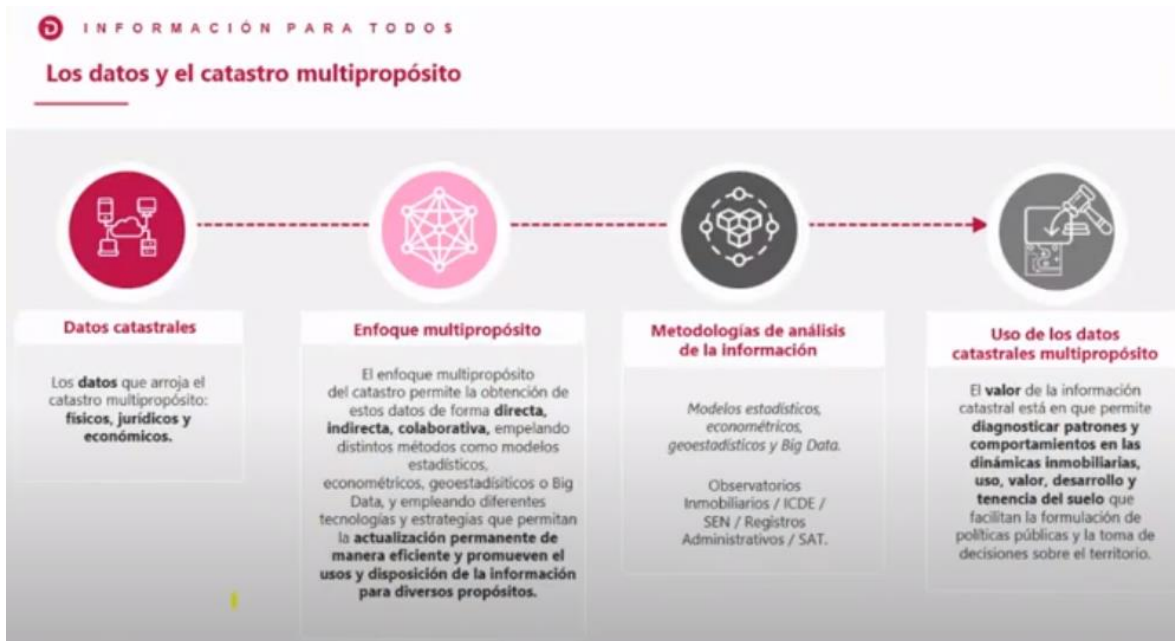 INFORMACIÓN PARA TODOS
Los datos y el catastro multipropósito
Datos catastrales
Los datos que arroja el
catastro multipropósito:
físicos, jurídicos y
económicos.
Enfoque multipropósito
El enfoque multipropósito
del catastro permite la obtención de
estos datos de forma directa,
indirecta, colaborativa, empelando
distintos métodos como modelos
estadísticos,
econométricos, geoestadísiticos o Big
Data, y empleando diferentes
tecnologías y estrategias que permitan
la actualización permanente de
manera eficiente y promueven el
usos y disposición de la información
para diversos propósitos.
Metodologías de análisis
de la información
Modelos estadísticos,
econométricos,
geoestadísticos y Big Data.
Observatorios
Inmobiliarios / ICDE /
SEN / Registros
Administrativos / SAT.
Uso de los datos
catastrales multipropósito
El valor de la información
catastral está en que permite
diagnosticar patrones y
comportamientos en las
dinámicas inmobiliarias,
uso, valor, desarrollo y
tenencia del suelo que
facilitan la formulación de
políticas públicas y la toma de
decisiones sobre el territorio.